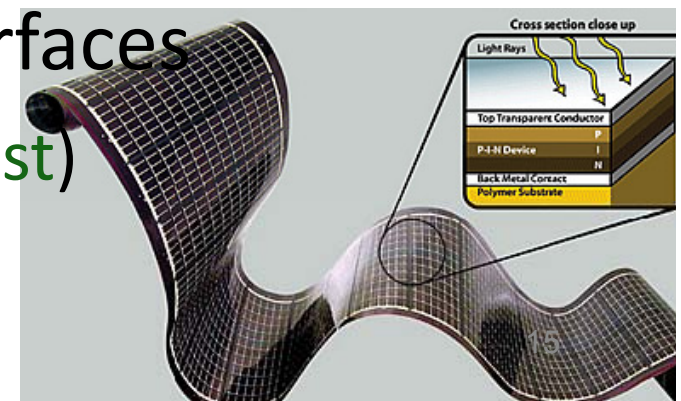 rfaces
st)
Cross section close up
Light Rays
Top Transparent Conductor
P
P-I-N Device
I
N
Back Metal Contact
Polymer Substrate
15